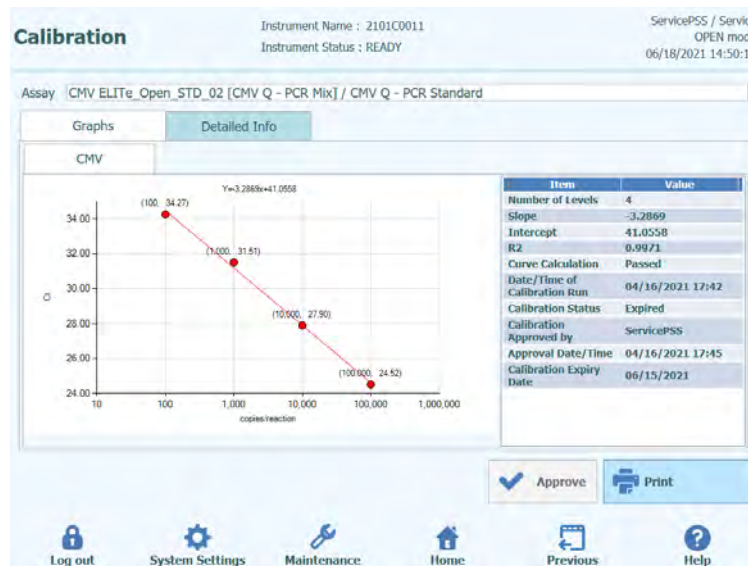 Calibration
Instrument Name : 2101C0011
Instrument Status : READY
ServicePSS /
OPEN
06/18/2021
Assay CMV ELITe_Open_STD_02 [CMV Q - PCR Mix] / CMV Q - PCR Standard
Graphs Detailed Info
CMV
Y=-3.2869x+41.0558
(100, 34.27)
(1,000, 31.51)
(10,000, 27.90)
(100,000, 24.52)
34.00
32.00
30.00
28.00
26.00
24.00
Ct
10 100 1,000 10,000 100,000 1,000,000
copies/reaction
Item Value
Number of Levels 4
Slope -3.2869
Intercept 41.0558
R2 0.9971
Curve Calculation Passed
Date/Time of
Calibration Run 04/16/2021 17:42
Calibration Status Expired
Calibration
Approved by ServicePSS
Approval Date/Time 04/16/2021 17:45
Calibration Expiry
Date 06/15/2021
Approve Print
Log out System Settings Maintenance Home Previous Help